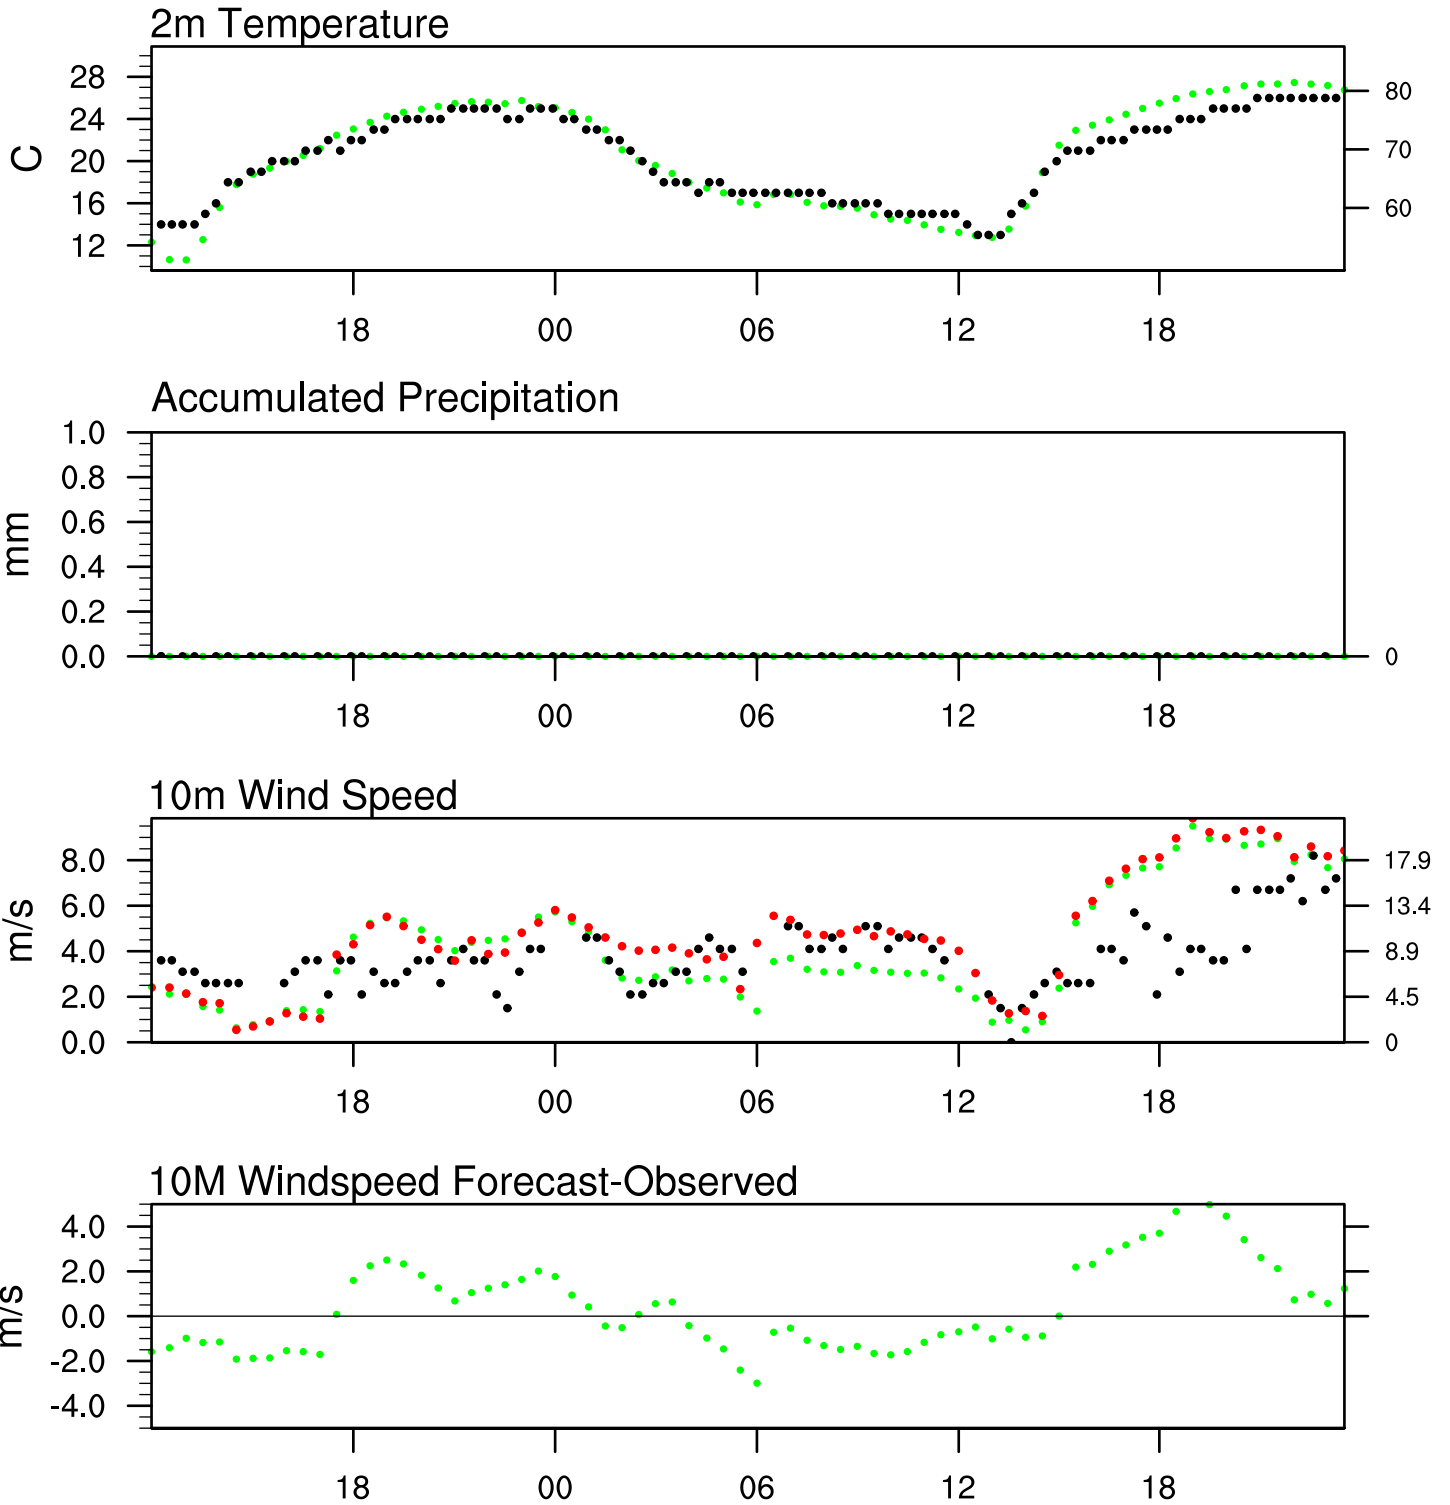 2m Temperature
28
24
20
16
12
C
80
70
60
18 00 06 12 18
Accumulated Precipitation
1.0
0.8
0.6
0.4
0.2
0.0
mm
0
18 00 06 12 18
10m Wind Speed
8.0
6.0
4.0
2.0
0.0
m/s
17.9
13.4
8.9
4.5
0
18 00 06 12 18
10M Windspeed Forecast-Observed
4.0
2.0
0.0
-2.0
-4.0
m/s
18 00 06 12 18